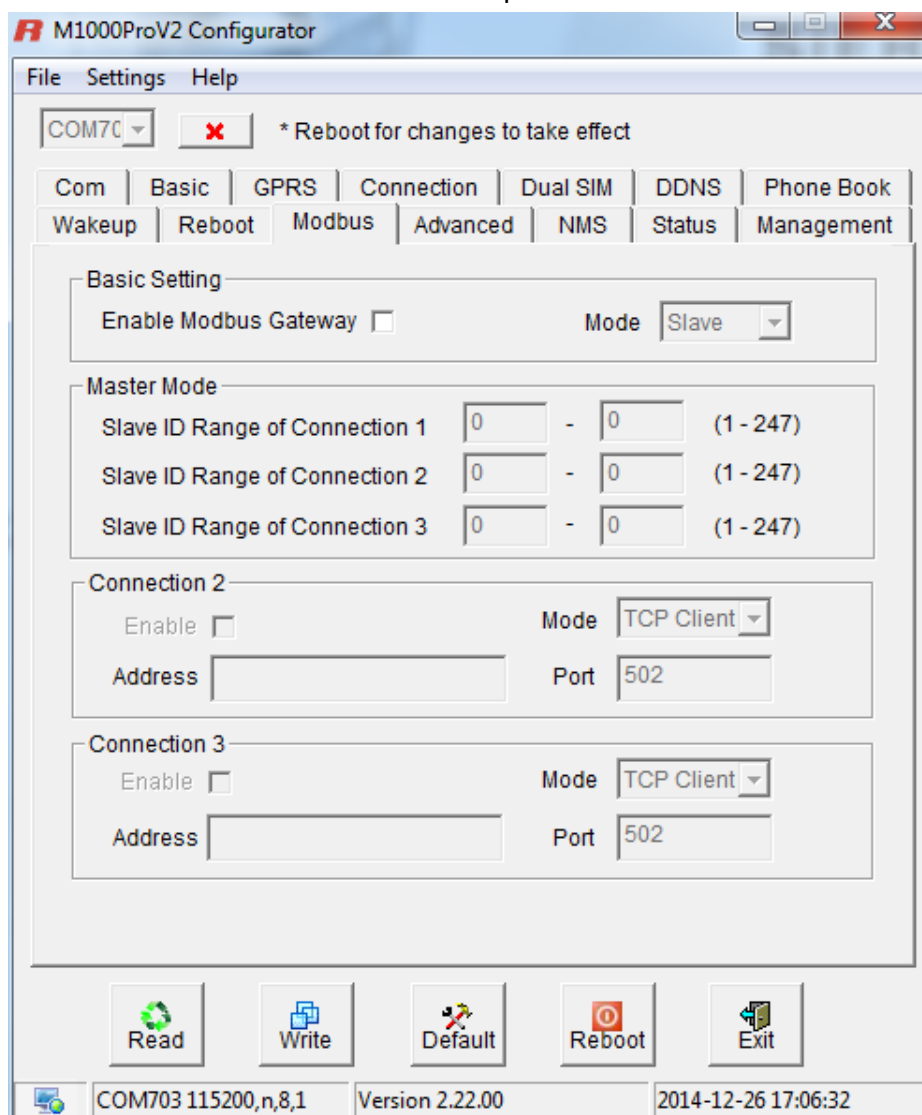 M1000ProV2 Configurator
File Settings Help
COM70 * Reboot for changes to take effect
Com Basic GPRS Connection Dual SIM DDNS Phone Book
Wakeup Reboot Modbus Advanced NMS Status Management
Basic Setting
Enable Modbus Gateway Mode Slave
Master Mode
Slave ID Range of Connection 1 0 - 0 (1 - 247)
Slave ID Range of Connection 2 0 - 0 (1 - 247)
Slave ID Range of Connection 3 0 - 0 (1 - 247)
Connection 2
Enable Mode TCP Client
Address Port 502
Connection 3
Enable Mode TCP Client
Address Port 502
Read Write Default Reboot Exit
COM703 115200,n,8,1 Version 2.22.00 2014-12-26 17:06:32